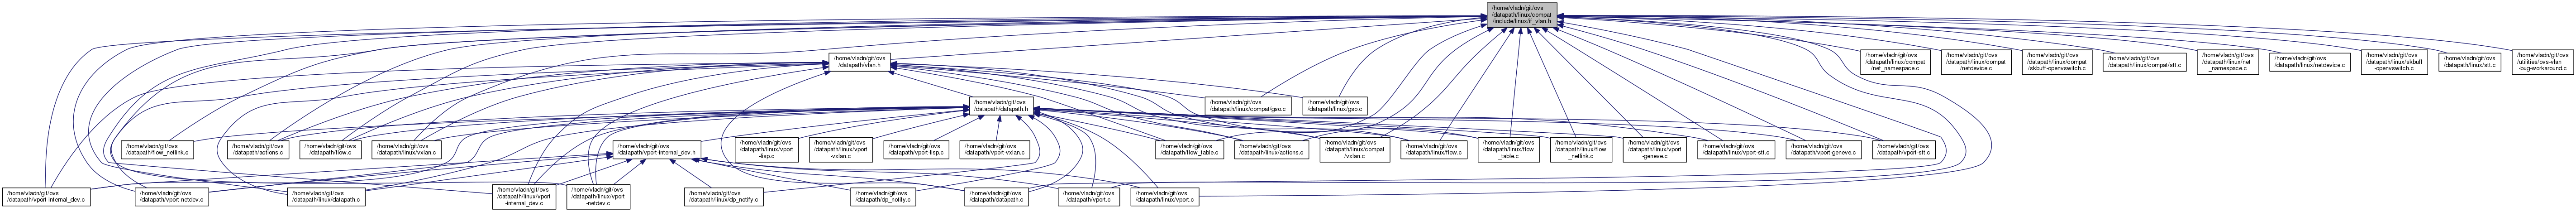 /home/vladn/git/ovs
/datapath/linux/compat
/include/linux/if_vlan.h
/home/vladn/git/ovs
/datapath/vlan.h
/home/vladn/git/ovs
/datapath/linux/compat
/net_namespace.c
/home/vladn/git/ovs
/datapath/linux/compat
/netdevice.c
/home/vladn/git/ovs
/datapath/linux/compat
/skbuff-openvswitch.c
/home/vladn/git/ovs
/datapath/linux/compat/stt.c
/home/vladn/git/ovs
/datapath/linux/net
_namespace.c
/home/vladn/git/ovs
/datapath/linux/netdevice.c
/home/vladn/git/ovs
/datapath/linux/skbuff
-openvswitch.c
/home/vladn/git/ovs
/datapath/linux/stt.c
/home/vladn/git/ovs
/utilities/ovs-vlan
-bug-workaround.c
/home/vladn/git/ovs
/datapath/datapath.h
/home/vladn/git/ovs
/datapath/linux/compat/gso.c
/home/vladn/git/ovs
/datapath/linux/gso.c
/home/vladn/git/ovs
/datapath/flow_netlink.c
/home/vladn/git/ovs
/datapath/actions.c
/home/vladn/git/ovs
/datapath/flow.c
/home/vladn/git/ovs
/datapath/linux/vxlan.c
/home/vladn/git/ovs
/datapath/vport-internal_dev.h
/home/vladn/git/ovs
/datapath/linux/vport
-lisp.c
/home/vladn/git/ovs
/datapath/linux/vport
-vxlan.c
/home/vladn/git/ovs
/datapath/vport-lisp.c
/home/vladn/git/ovs
/datapath/vport-vxlan.c
/home/vladn/git/ovs
/datapath/flow_table.c
/home/vladn/git/ovs
/datapath/linux/actions.c
/home/vladn/git/ovs
/datapath/linux/compat
/vxlan.c
/home/vladn/git/ovs
/datapath/linux/flow.c
/home/vladn/git/ovs
/datapath/linux/flow
_table.c
/home/vladn/git/ovs
/datapath/linux/flow
_netlink.c
/home/vladn/git/ovs
/datapath/linux/vport
-geneve.c
/home/vladn/git/ovs
/datapath/linux/vport-stt.c
/home/vladn/git/ovs
/datapath/vport-geneve.c
/home/vladn/git/ovs
/datapath/vport-stt.c
/home/vladn/git/ovs
/datapath/vport-internal_dev.c
/home/vladn/git/ovs
/datapath/vport-netdev.c
/home/vladn/git/ovs
/datapath/linux/datapath.c
/home/vladn/git/ovs
/datapath/linux/vport
-internal_dev.c
/home/vladn/git/ovs
/datapath/linux/vport
-netdev.c
/home/vladn/git/ovs
/datapath/linux/dp_notify.c
/home/vladn/git/ovs
/datapath/dp_notify.c
/home/vladn/git/ovs
/datapath/datapath.c
/home/vladn/git/ovs
/datapath/vport.c
/home/vladn/git/ovs
/datapath/linux/vport.c